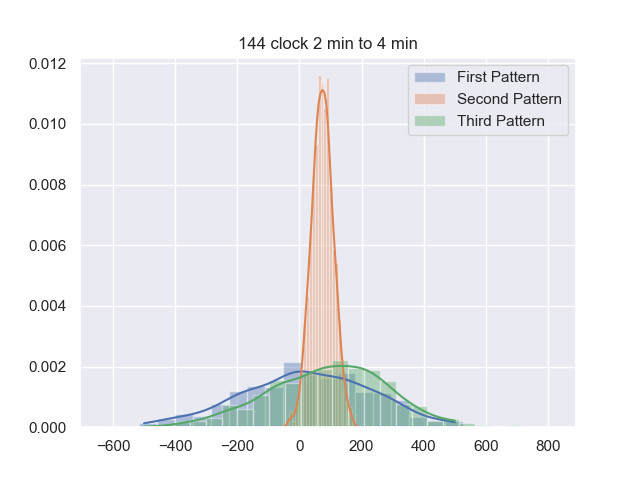 144 clock 2 min to 4 min
First Pattern
Second Pattern
Third Pattern
0.012
0.010
0.008
0.006
0.004
0.002
0.000
−600 −400 −200 0 200 400 600 800